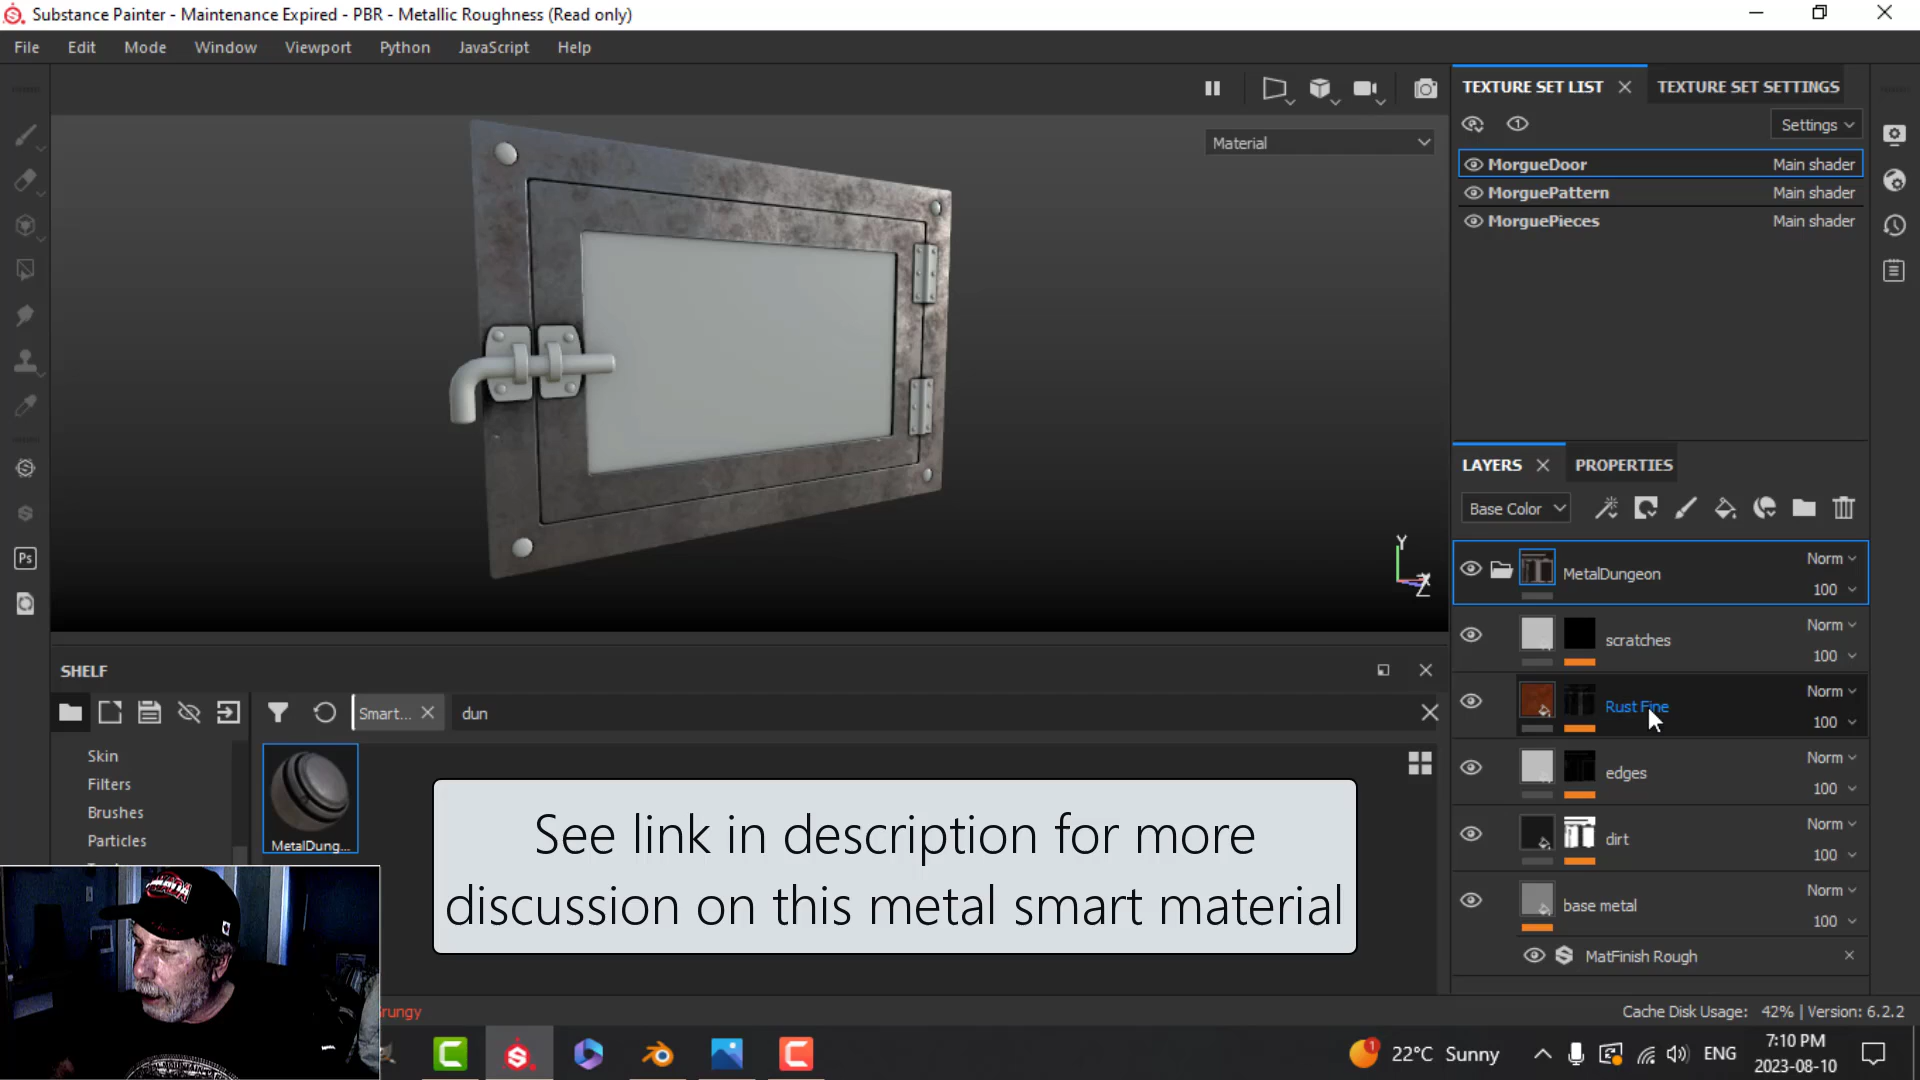 Substance Painter - Maintenance Expired - PBR - Metallic Roughness (Read only)
File Edit Mode Window Viewport Python JavaScript Help
Material
TEXTURE SET LIST TEXTURE SET SETTINGS
Settings
MorgueDoor Main shader
MorguePattern Main shader
MorguePieces Main shader
LAYERS PROPERTIES
Base Color
MetalDungeon Norm
100
scratches Norm
100
Rust Fine Norm
100
edges Norm
100
dirt Norm
100
base metal Norm
100
MatFinish Rough
Y
Z
SHELF
Smart... dun
Skin
Filters
Brushes
Particles
MetalDung...
See link in description for more
discussion on this metal smart material
Cache Disk Usage: 42% | Version: 6.2.2
Ps
1
22°C Sunny ENG
7:10 PM
2023-08-10